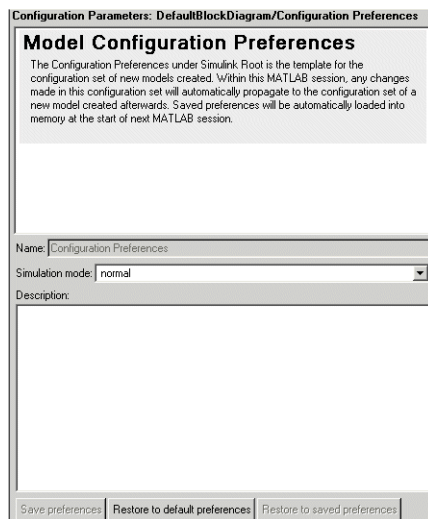 Configuration Parameters: DefaultBlockDiagram/Configuration Preferences
Model Configuration Preferences
The Configuration Preferences under Simulink Root is the template for the
configuration set of new models created. Within this MATLAB session, any changes
made in this configuration set will automatically propagate to the configuration set of a
new model created afterwards. Saved preferences will be automatically loaded into
memory at the start of next MATLAB session.
Name: Configuration Preferences
Simulation mode: normal
Description:
Save preferences Restore to default preferences Restore to saved preferences